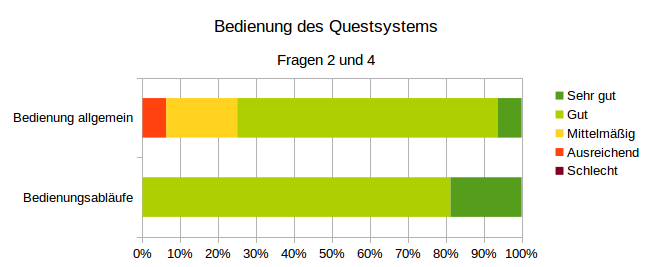 Bedienung des Questsystems
Fragen 2 und 4
Bedienung allgemein
Bedienungsabläufe
0% 10% 20% 30% 40% 50% 60% 70% 80% 90% 100%
Sehr gut
Gut
Mittelmäßig
Ausreichend
Schlecht